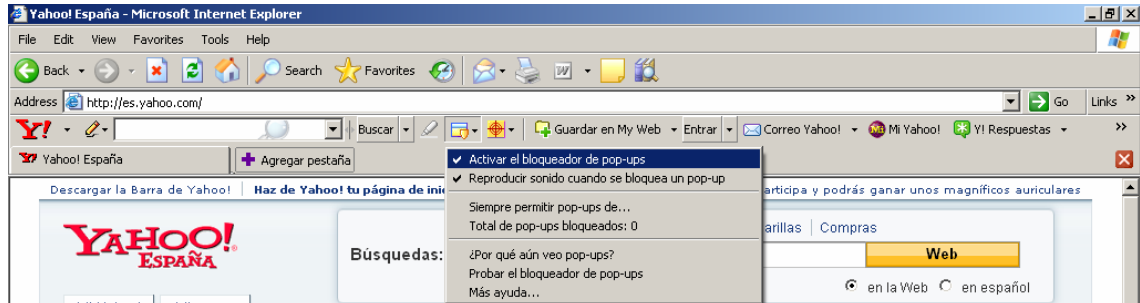 Yahoo! España - Microsoft Internet Explorer
File Edit View Favorites Tools Help
Back Search Favorites
Address http://es.yahoo.com/ Go Links »
Y! Buscar Guardar en My Web Entrar Correo Yahoo! Mi Yahoo! Y! Respuestas »
Yahoo! España Agregar pestaña
Activar el bloqueador de pop-ups
Reproducir sonido cuando se bloquea un pop-up
Siempre permitir pop-ups de...
Total de pop-ups bloqueados: 0
¿Por qué aún veo pop-ups?
Probar el bloqueador de pop-ups
Más ayuda...
Descargar la Barra de Yahoo! Haz de Yahoo! tu página de inic articipa y podrás ganar unos magníficos auriculares
YAHOO!
ESPAÑA
arillas Compras
Búsquedas: Web
en la Web en español